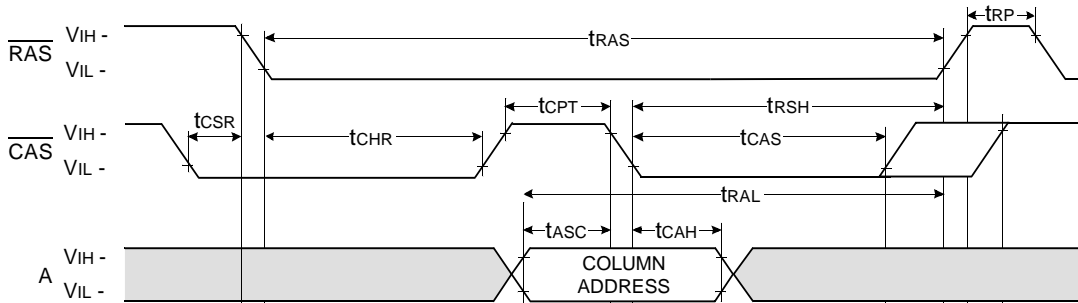 RAS
VIH -
VIL -
tRAS
tRP
CAS
VIH -
VIL -
tCSR
tCHR
tCPT
tRSH
tCAS
tRAL
A
VIH -
VIL -
tASC
tCAH
COLUMN
ADDRESS